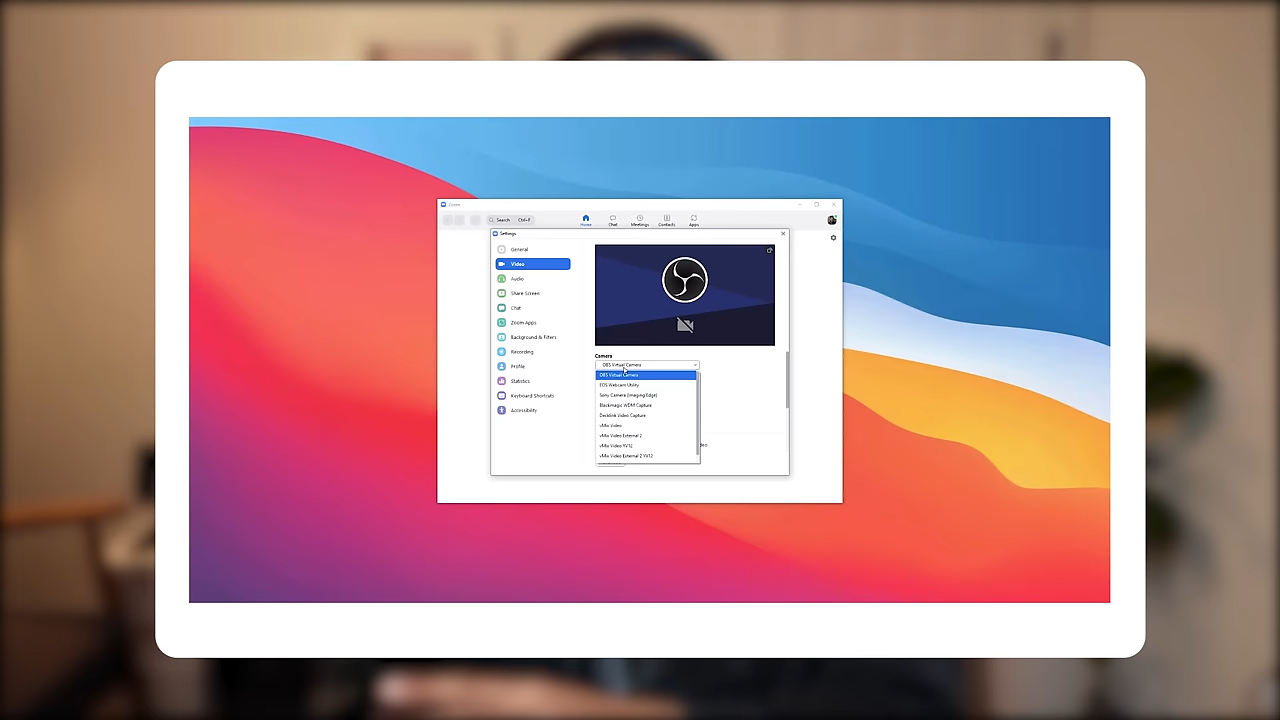 Zoom
Search Ctrl+F
Home
Chat
Meetings
Contacts
Apps
Settings
General
Video
Audio
Share Screen
Chat
Zoom Apps
Background & Filters
Recording
Profile
Statistics
Keyboard Shortcuts
Accessibility
Camera
OBS Virtual Camera
OBS Virtual Camera
EOS Webcam Utility
Sony Camera (Imaging Edge)
Blackmagic WDM Capture
Decklink Video Capture
vMix Video
vMix Video External 2
vMix Video YV12
vMix Video External 2 YV12